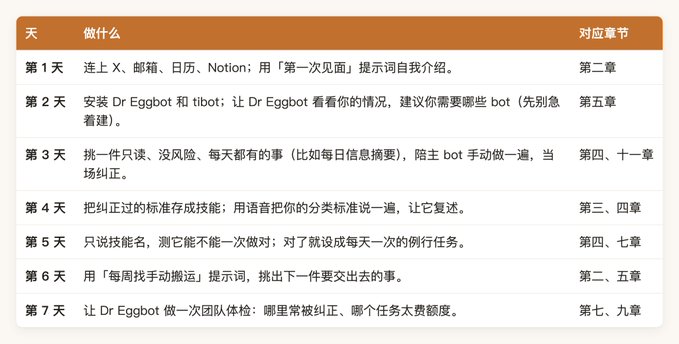 天 做什么 对应章节
第 1 天 连上 X、邮箱、日历、Notion；用「第一次见面」提示词自我介绍。 第二章
第 2 天 安装 Dr Eggbot 和 tibot；让 Dr Eggbot 看看你的情况，建议你需要哪些 bot（先别急 第五章
着建）。
第 3 天 挑一件只读、没风险、每天都有的事（比如每日信息摘要），陪主 bot 手动做一遍，当 第四、十一章
场纠正。
第 4 天 把纠正过的标准存成技能；用语音把你的分类标准说一遍，让它复述。 第三、四章
第 5 天 只说技能名，测它能不能一次做对；对了就设成每天一次的例行任务。 第四、七章
第 6 天 用「每周找手动搬运」提示词，挑出下一件要交出去的事。 第二、五章
第 7 天 让 Dr Eggbot 做一次团队体检：哪里常被纠正、哪个任务太费额度。 第七、九章